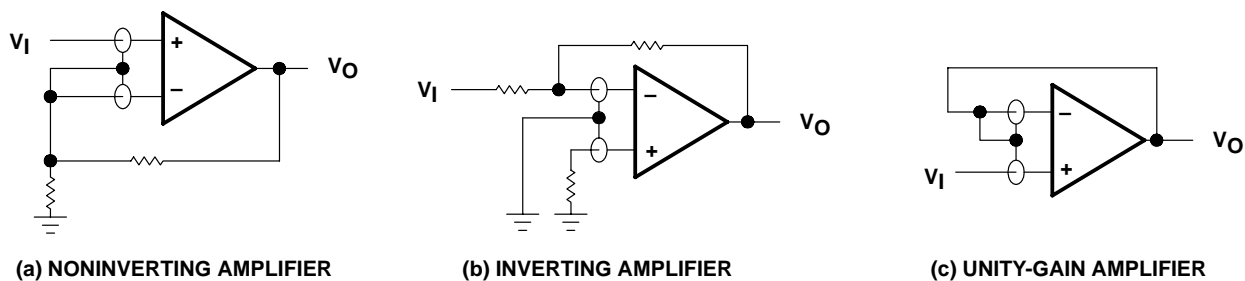 VI
+
−
VO
(a) NONINVERTING AMPLIFIER
VI
−
+
VO
(b) INVERTING AMPLIFIER
−
+
VI
VO
(c) UNITY-GAIN AMPLIFIER